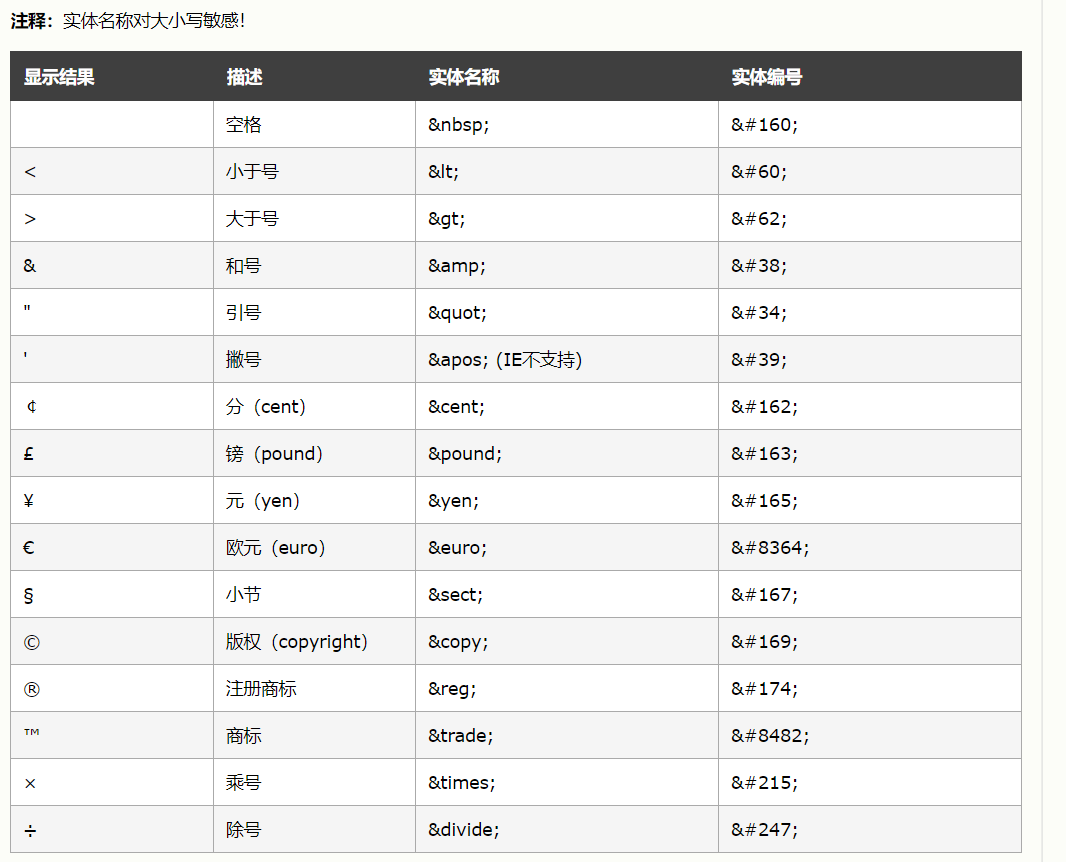 注释：实体名称对大小写敏感！
显示结果 描述 实体名称 实体编号
空格 &nbsp; &#160;
< 小于号 &lt; &#60;
> 大于号 &gt; &#62;
& 和号 &amp; &#38;
" 引号 &quot; &#34;
' 撇号 &apos; (IE不支持) &#39;
￠ 分（cent） &cent; &#162;
£ 镑（pound） &pound; &#163;
¥ 元（yen） &yen; &#165;
€ 欧元（euro） &euro; &#8364;
§ 小节 &sect; &#167;
© 版权（copyright） &copy; &#169;
® 注册商标 &reg; &#174;
™ 商标 &trade; &#8482;
× 乘号 &times; &#215;
÷ 除号 &divide; &#247;